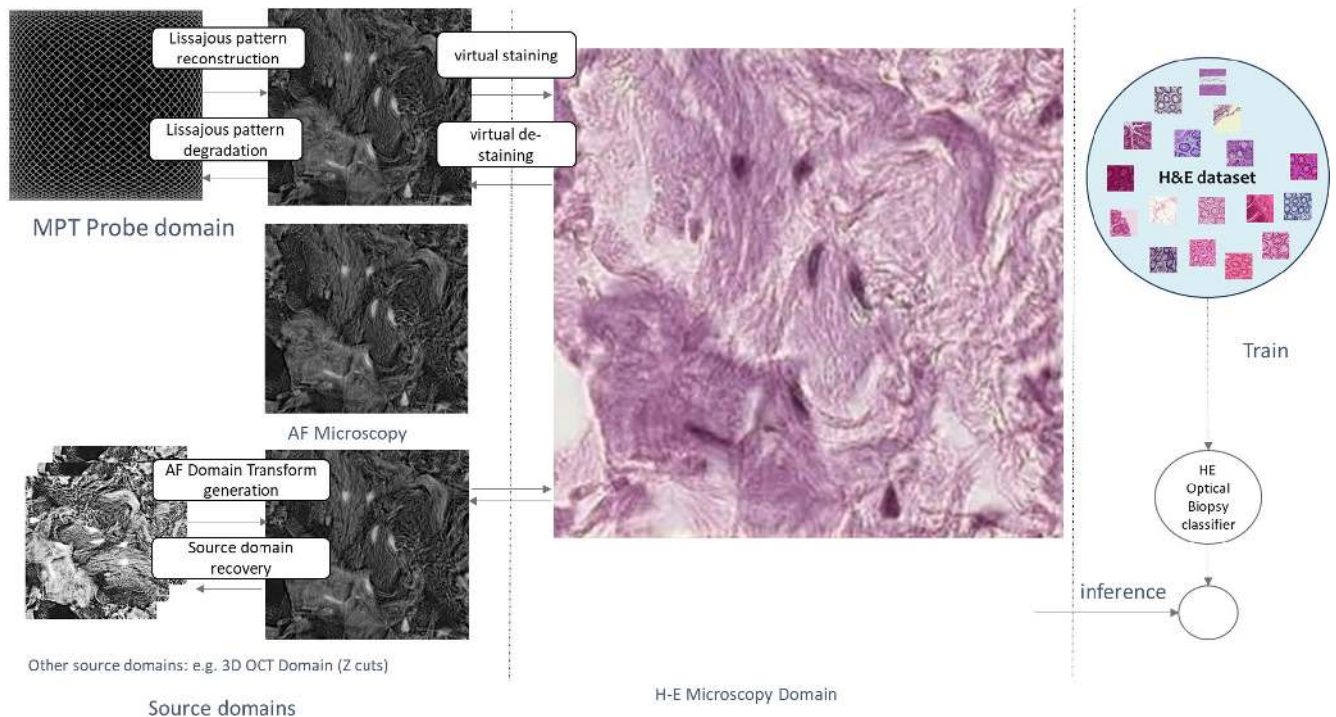 Lissajous pattern
reconstruction
virtual staining
Lissajous pattern
degradation
virtual de-
staining
H&E dataset
MPT Probe domain
Train
AF Microscopy
AF Domain Transform
generation
HE
Optical
Biopsy
classifier
Source domain
recovery
inference
Other source domains: e.g. 3D OCT Domain (Z cuts)
H-E Microscopy Domain
Source domains